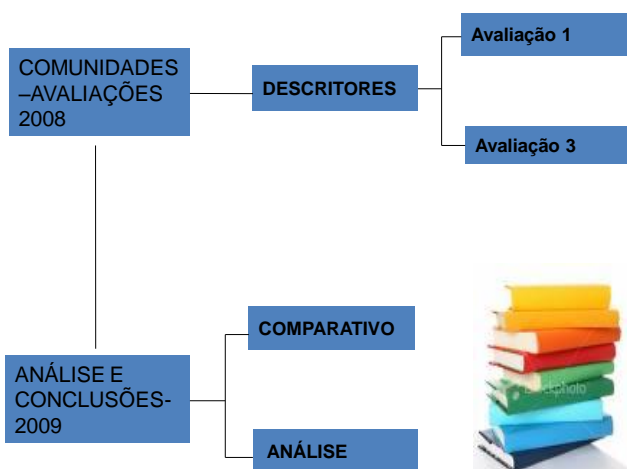 COMUNIDADES
–AVALIAÇÕES
2008
DESCRITORES
Avaliação 1
Avaliação 3
ANÁLISE E
CONCLUSÕES-
2009
COMPARATIVO
ANÁLISE